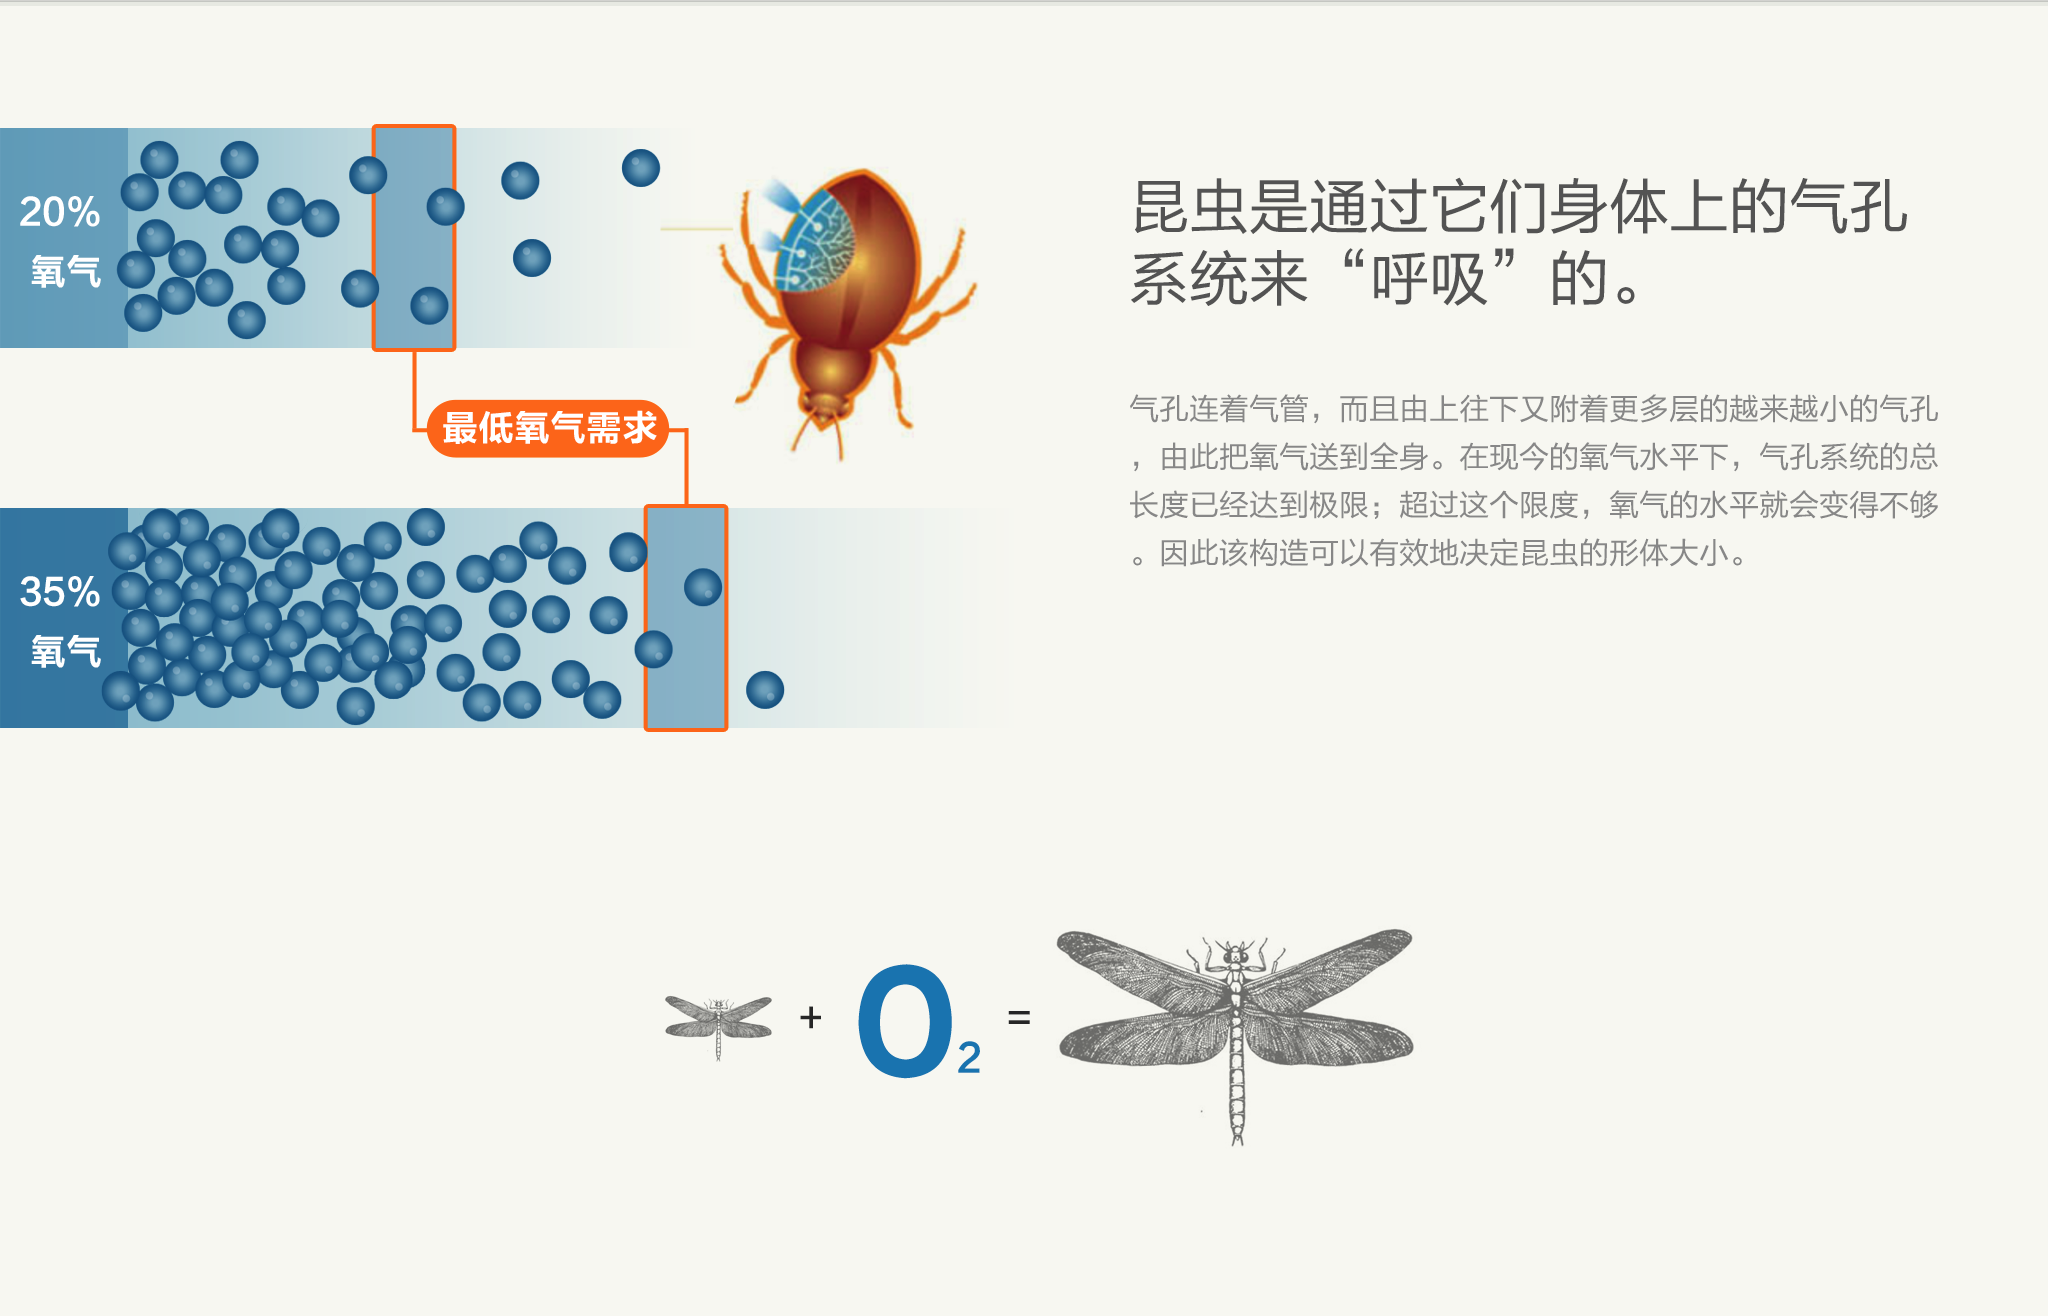 20%
氧气
最低氧气需求
35%
氧气
昆虫是通过它们身体上的气孔
系统来“呼吸”的。
气孔连着气管，而且由上往下又附着更多层的越来越小的气孔
，由此把氧气送到全身。在现今的氧气水平下，气孔系统的总
长度已经达到极限；超过这个限度，氧气的水平就会变得不够
。因此该构造可以有效地决定昆虫的形体大小。
+ O2 =